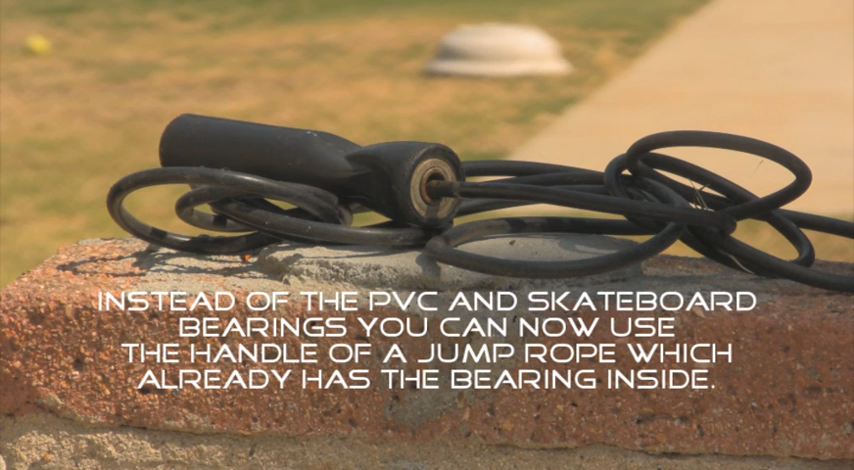 INSTEAD OF THE PVC AND SKATEBOARD
BEARINGS YOU CAN NOW USE
THE HANDLE OF A JUMP ROPE WHICH
ALREADY HAS THE BEARING INSIDE.